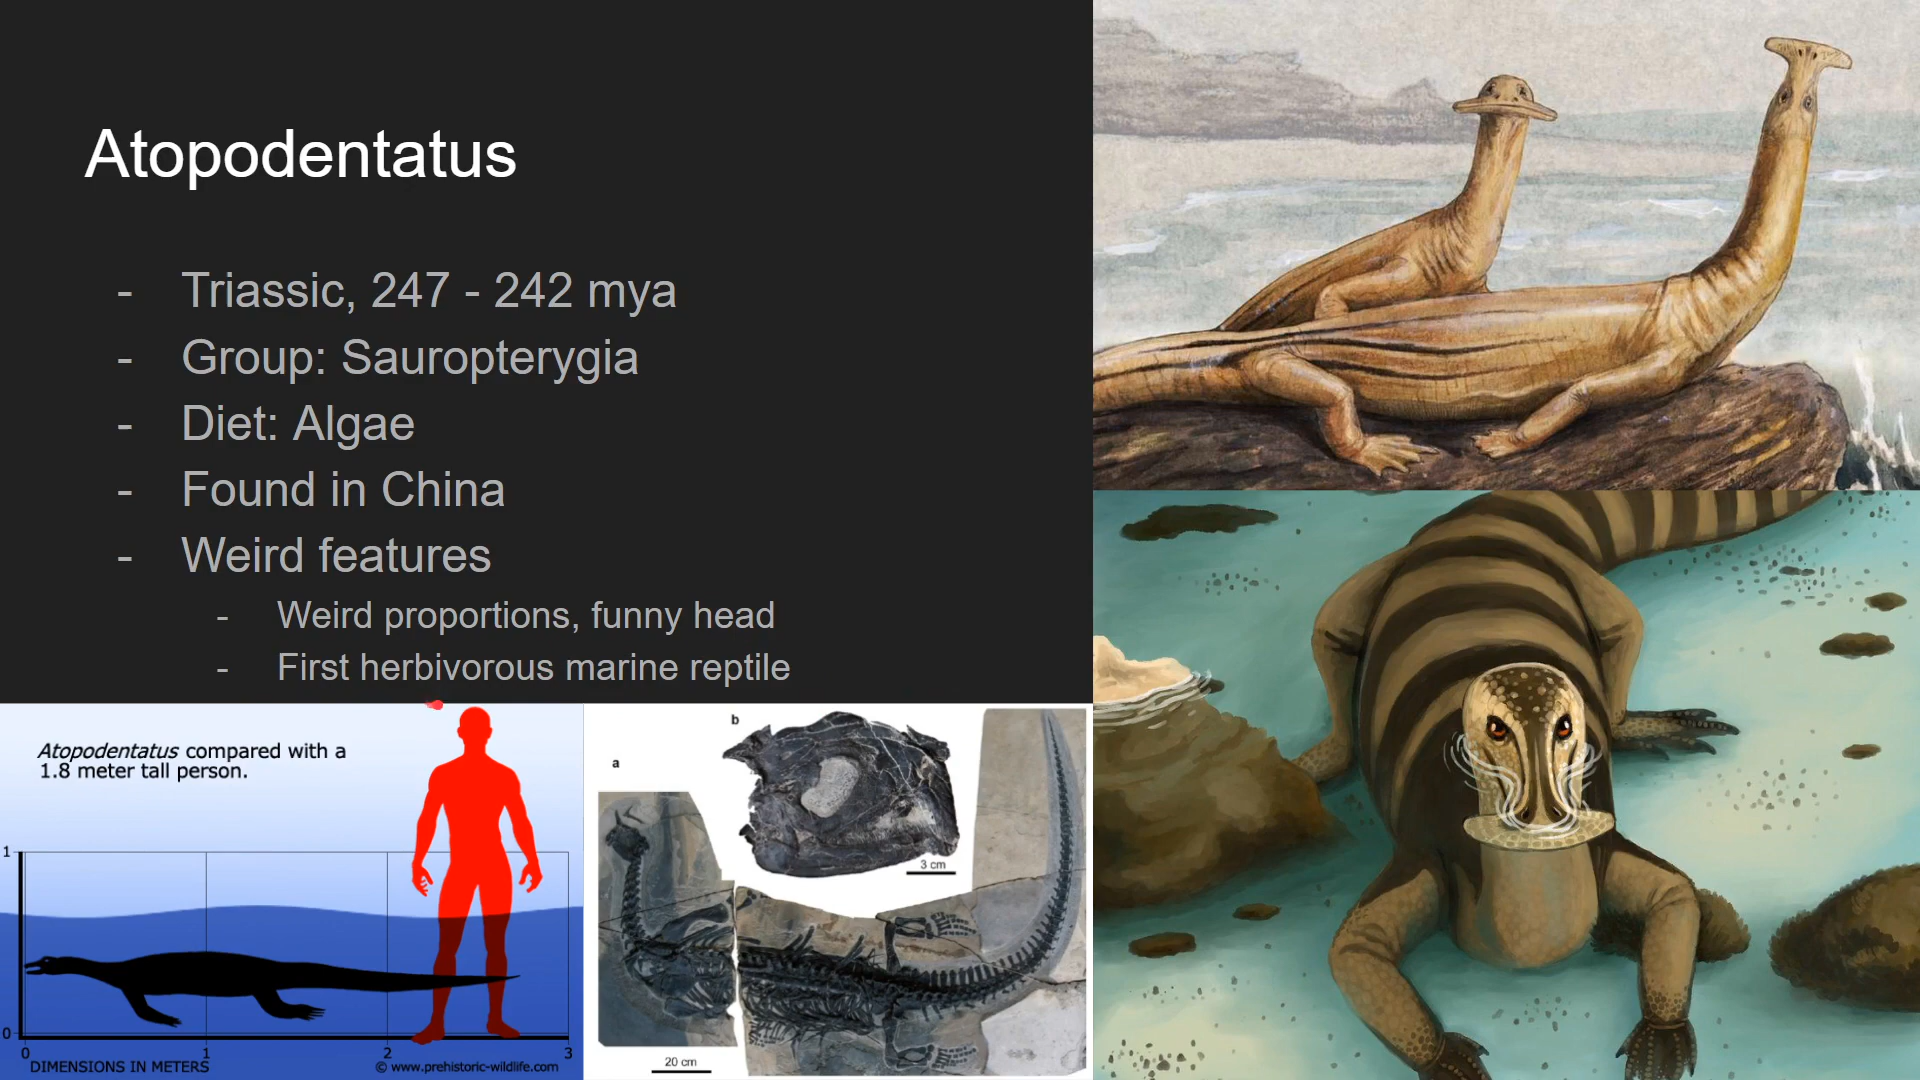 Atopodentatus
- Triassic, 247 - 242 mya
- Group: Sauropterygia
- Diet: Algae
- Found in China
- Weird features
- Weird proportions, funny head
- First herbivorous marine reptile
Atopodentatus compared with a
1.8 meter tall person.
1
0
0 1 2 3
DIMENSIONS IN METERS
© www.prehistoric-wildlife.com
a
b
3 cm
20 cm